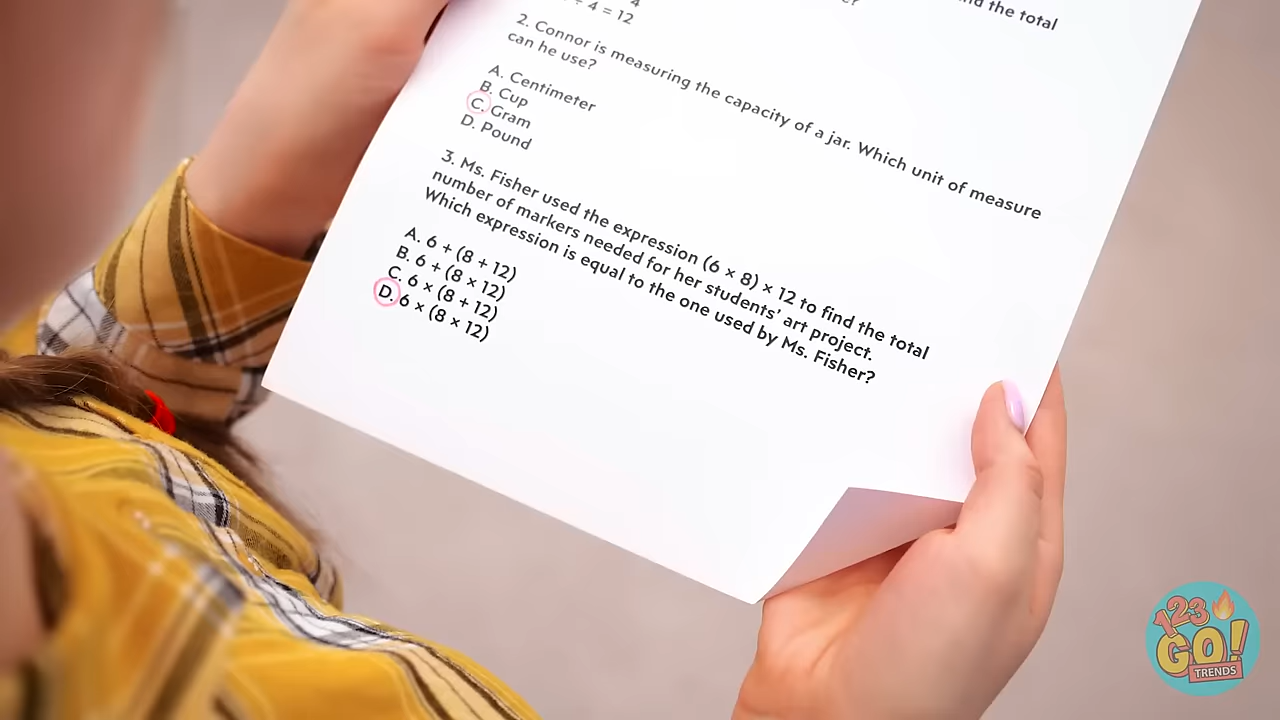 nd the total
4
÷ 4 = 12
2. Connor is measuring the capacity of a jar. Which unit of measure
can he use?
A. Centimeter
B. Cup
C. Gram
D. Pound
3. Ms. Fisher used the expression (6 × 8) × 12 to find the total
number of markers needed for her students' art project.
Which expression is equal to the one used by Ms. Fisher?
A. 6 + (8 + 12)
B. 6 + (8 × 12)
C. 6 × (8 + 12)
D. 6 × (8 × 12)
123
GO!
TRENDS